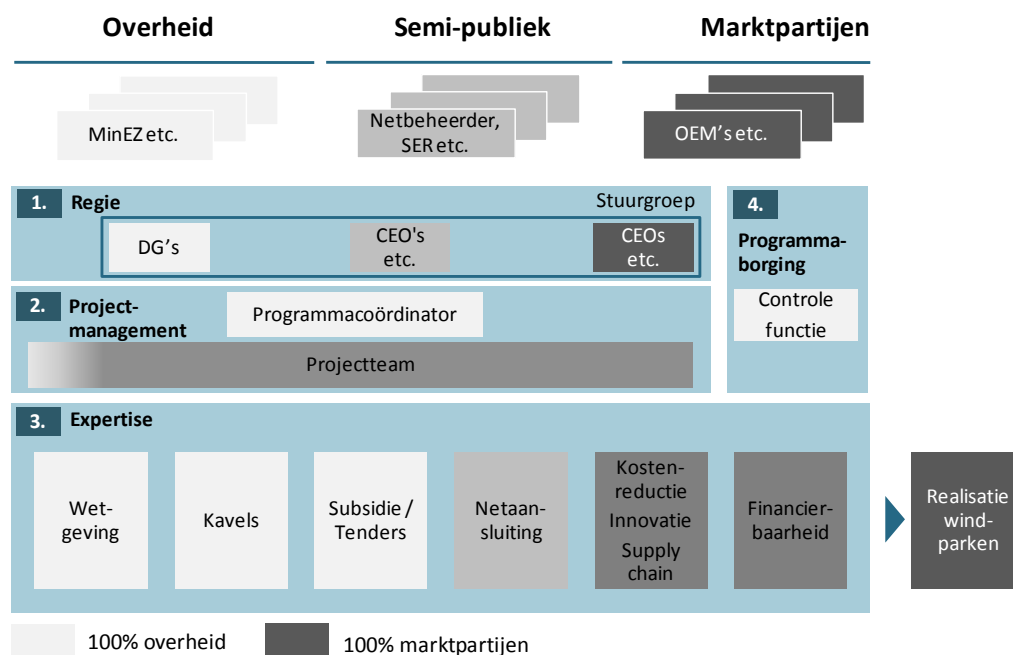 Overheid
Semi-publiek
Marktpartijen
MinEZ etc.
Netbeheerder,
SER etc.
OEM's etc.
1. Regie
Stuurgroep
DG's
CEO's
etc.
CEOs
etc.
4.
Programma-
borging
Controle
functie
2. Project-
management
Programmacoördinator
Projectteam
3. Expertise
Wet-
geving
Kavels
Subsidie /
Tenders
Netaan-
sluiting
Kosten-
reductie
Innovatie
Supply
chain
Financier-
baarheid
Realisatie
wind-
parken
100% overheid
100% marktpartijen